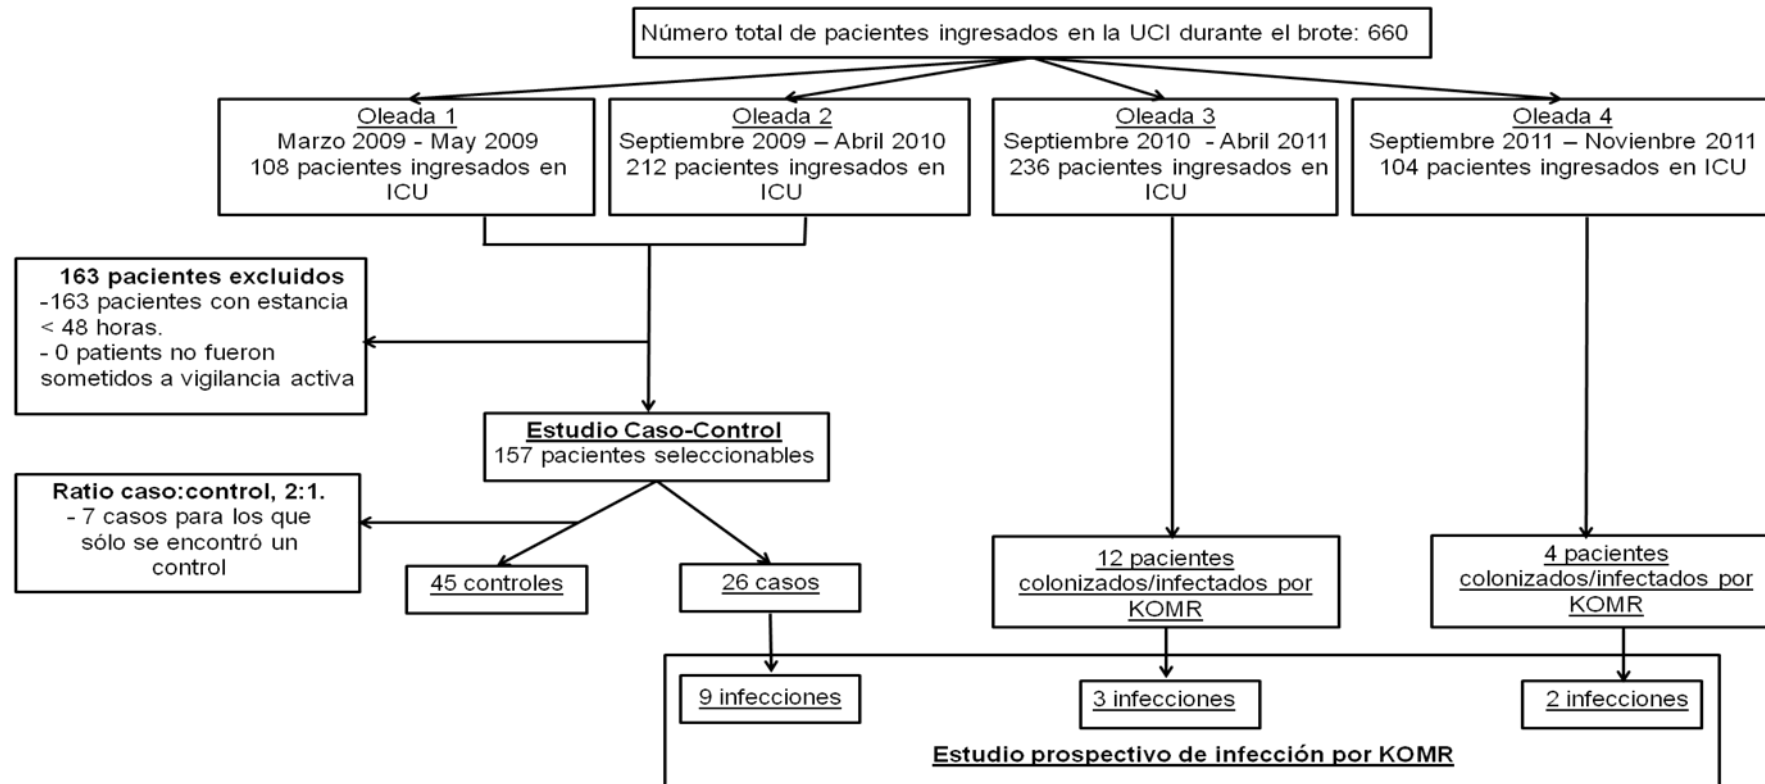 Número total de pacientes ingresados en la UCI durante el brote: 660
Oleada 1
Marzo 2009 - May 2009
108 pacientes ingresados en
ICU
Oleada 2
Septiembre 2009 – Abril 2010
212 pacientes ingresados en
ICU
Oleada 3
Septiembre 2010 - Abril 2011
236 pacientes ingresados en
ICU
Oleada 4
Septiembre 2011 – Novienbre 2011
104 pacientes ingresados en ICU
163 pacientes excluidos
-163 pacientes con estancia
< 48 horas.
- 0 patients no fueron
sometidos a vigilancia activa
Estudio Caso-Control
157 pacientes seleccionables
Ratio caso:control, 2:1.
- 7 casos para los que
sólo se encontró un
control
45 controles
26 casos
12 pacientes
colonizados/infectados por
KOMR
4 pacientes
colonizados/infectados por
KOMR
9 infecciones
3 infecciones
2 infecciones
Estudio prospectivo de infección por KOMR